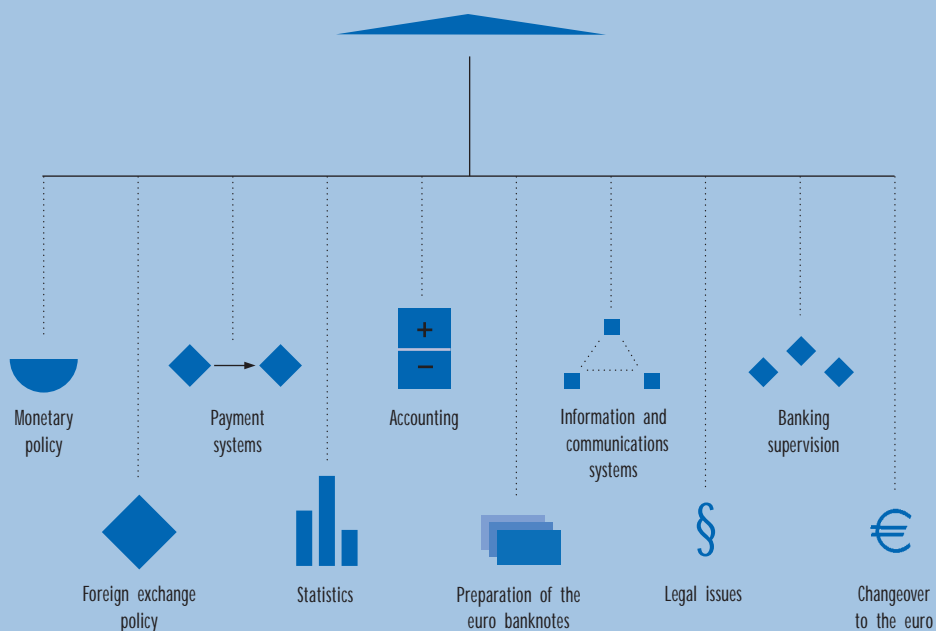 +
−
Monetary
policy
Payment
systems
Accounting
Information and
communications
systems
Banking
supervision
§
€
Foreign exchange
policy
Statistics
Preparation of the
euro banknotes
Legal issues
Changeover
to the euro